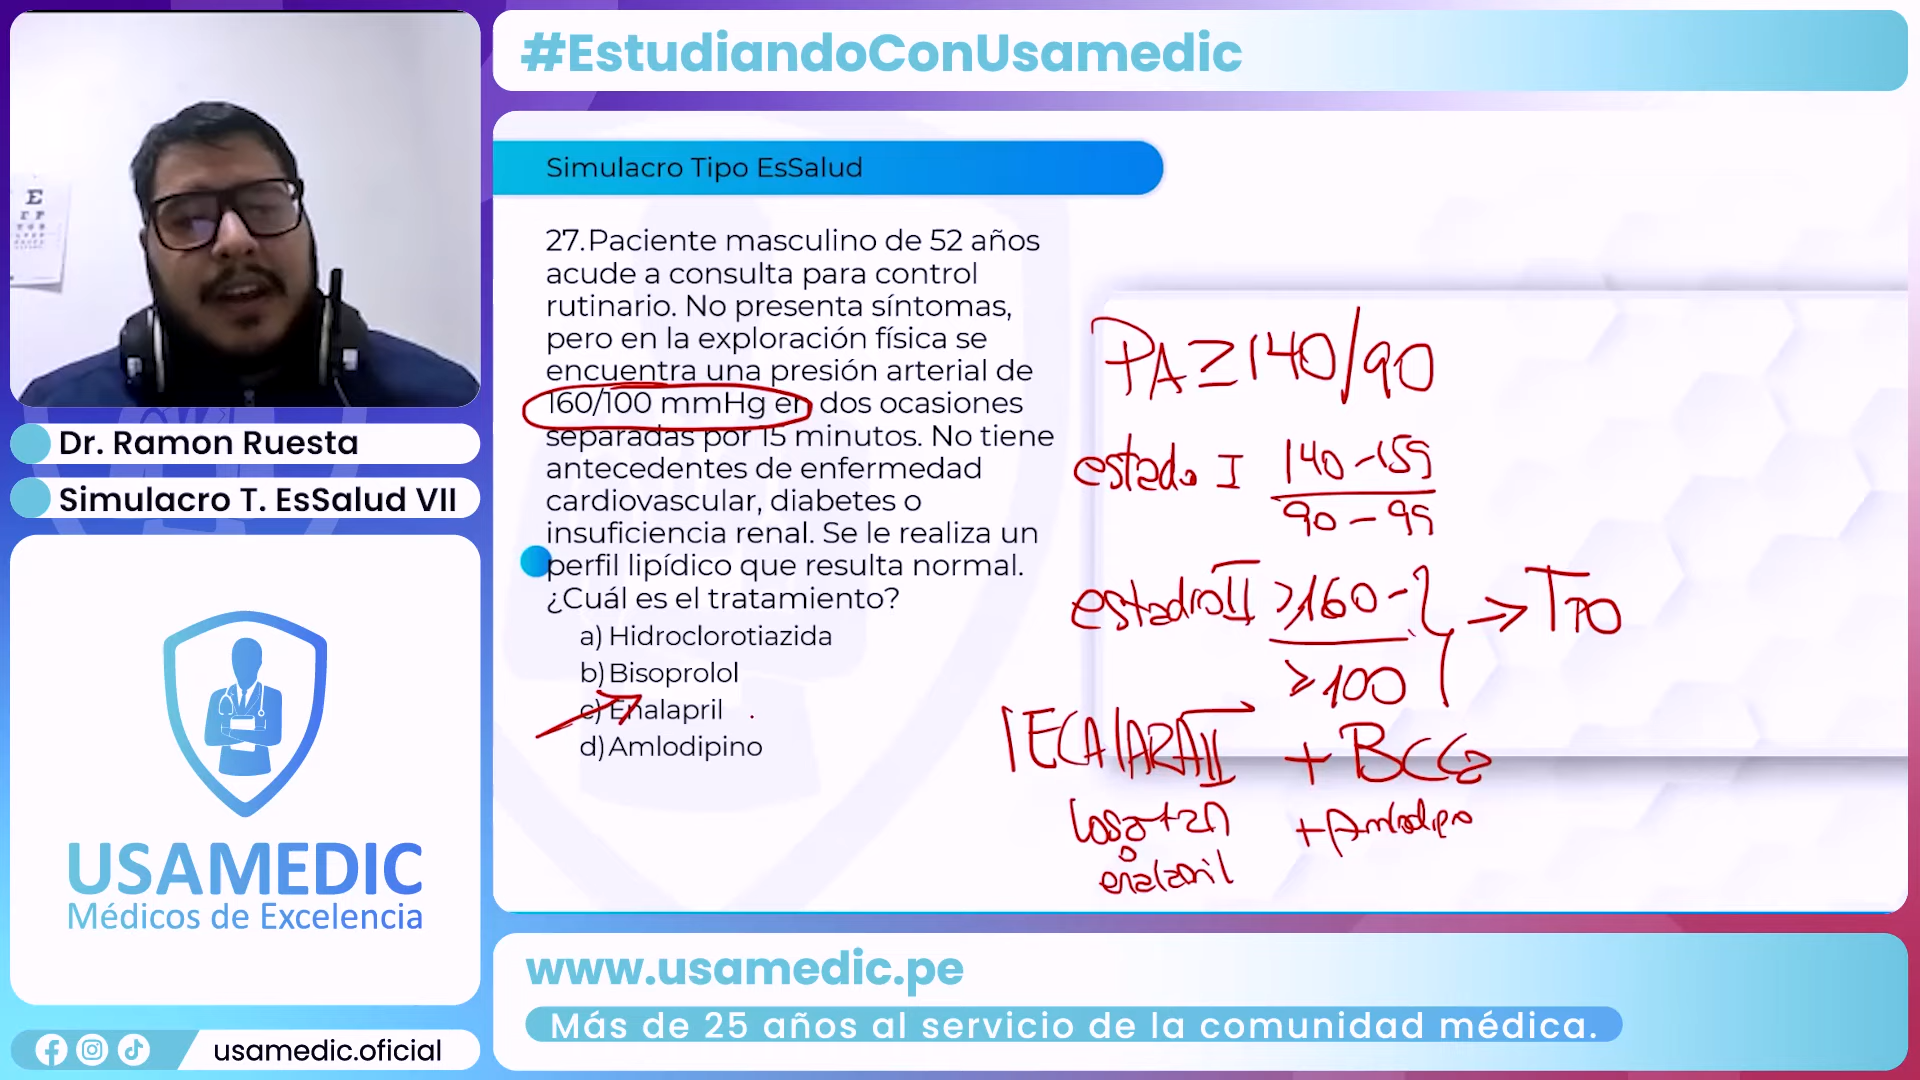 #EstudiandoConUsamedic
Simulacro Tipo EsSalud
27.Paciente masculino de 52 años
acude a consulta para control
rutinario. No presenta síntomas,
pero en la exploración física se
encuentra una presión arterial de
160/100 mmHg en dos ocasiones
separadas por 15 minutos. No tiene
antecedentes de enfermedad
cardiovascular, diabetes o
insuficiencia renal. Se le realiza un
perfil lipídico que resulta normal.
¿Cuál es el tratamiento?
a) Hidroclorotiazida
b) Bisoprolol
c) Enalapril
d) Amlodipino
PA ≥ 140/90
estado I 140-159
90-99
≥160
≥100
→ TTO
IECA/ARAII +
losartan
o
enalapril
E
Dr. Ramon Ruesta
Simulacro T. EsSalud VII
USAMEDIC
Médicos de Excelencia
usamedic.oficial
www.usamedic.pe
Más de 25 años al servicio de la comunidad médica.